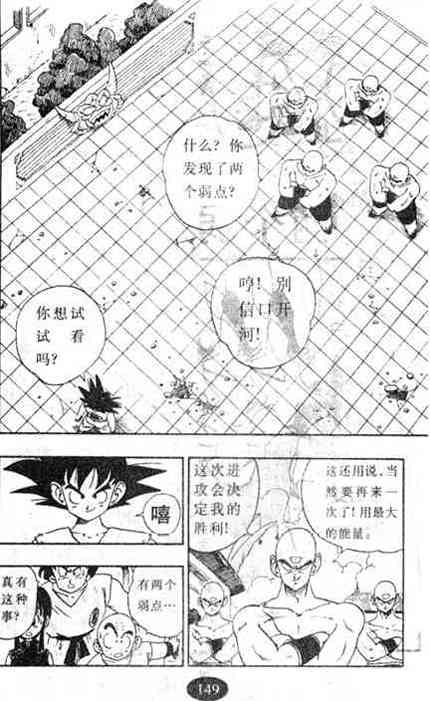 什么？你
发现了两
个弱点？
哼！别
信口开
河！
你想试
试看
吗？
嘻
这次进
攻会决
定我的
胜利！
这还用说，当
然要再来一
次了！用最大
的能量。
真有
这种
事？
有两个
弱点…
149